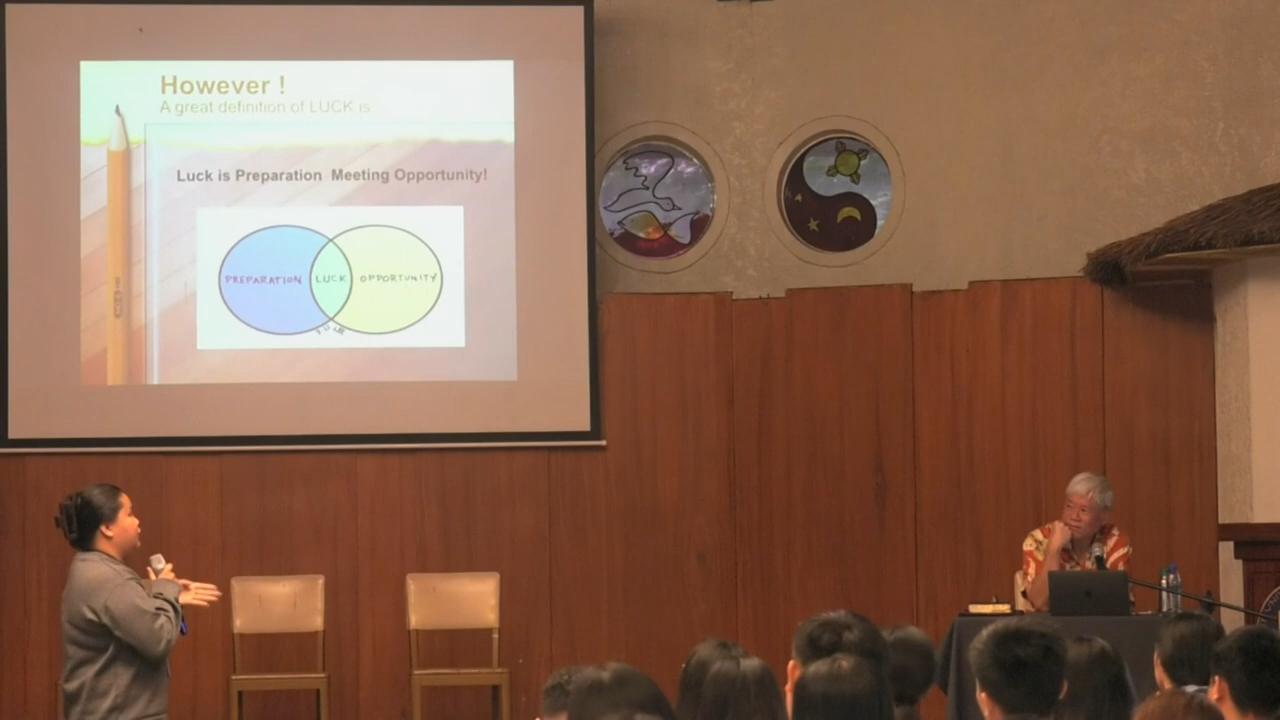 However !
A great definition of LUCK is
Luck is Preparation Meeting Opportunity!
PREPARATION LUCK OPPORTUNITY